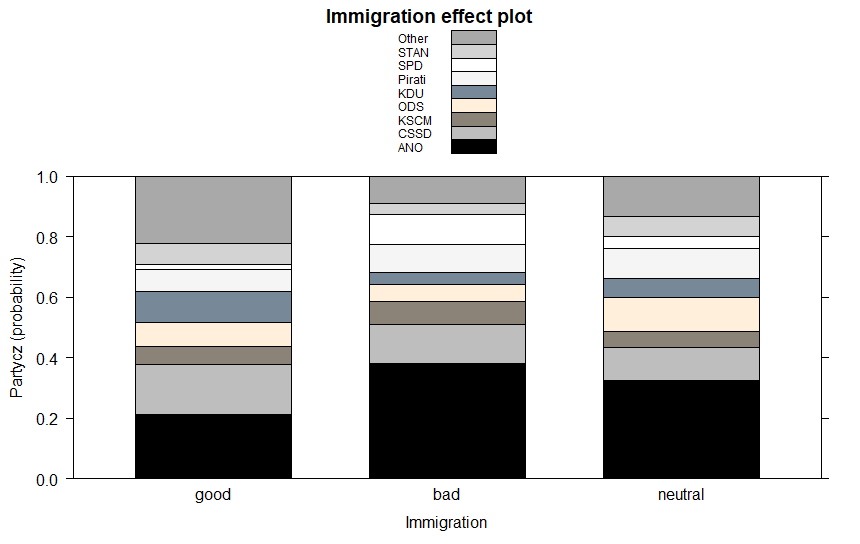 Immigration effect plot
Other
STAN
SPD
Pirati
KDU
ODS
KSCM
CSSD
ANO
1.0
0.8
0.6
0.4
0.2
0.0
Partycz (probability)
good bad neutral
Immigration